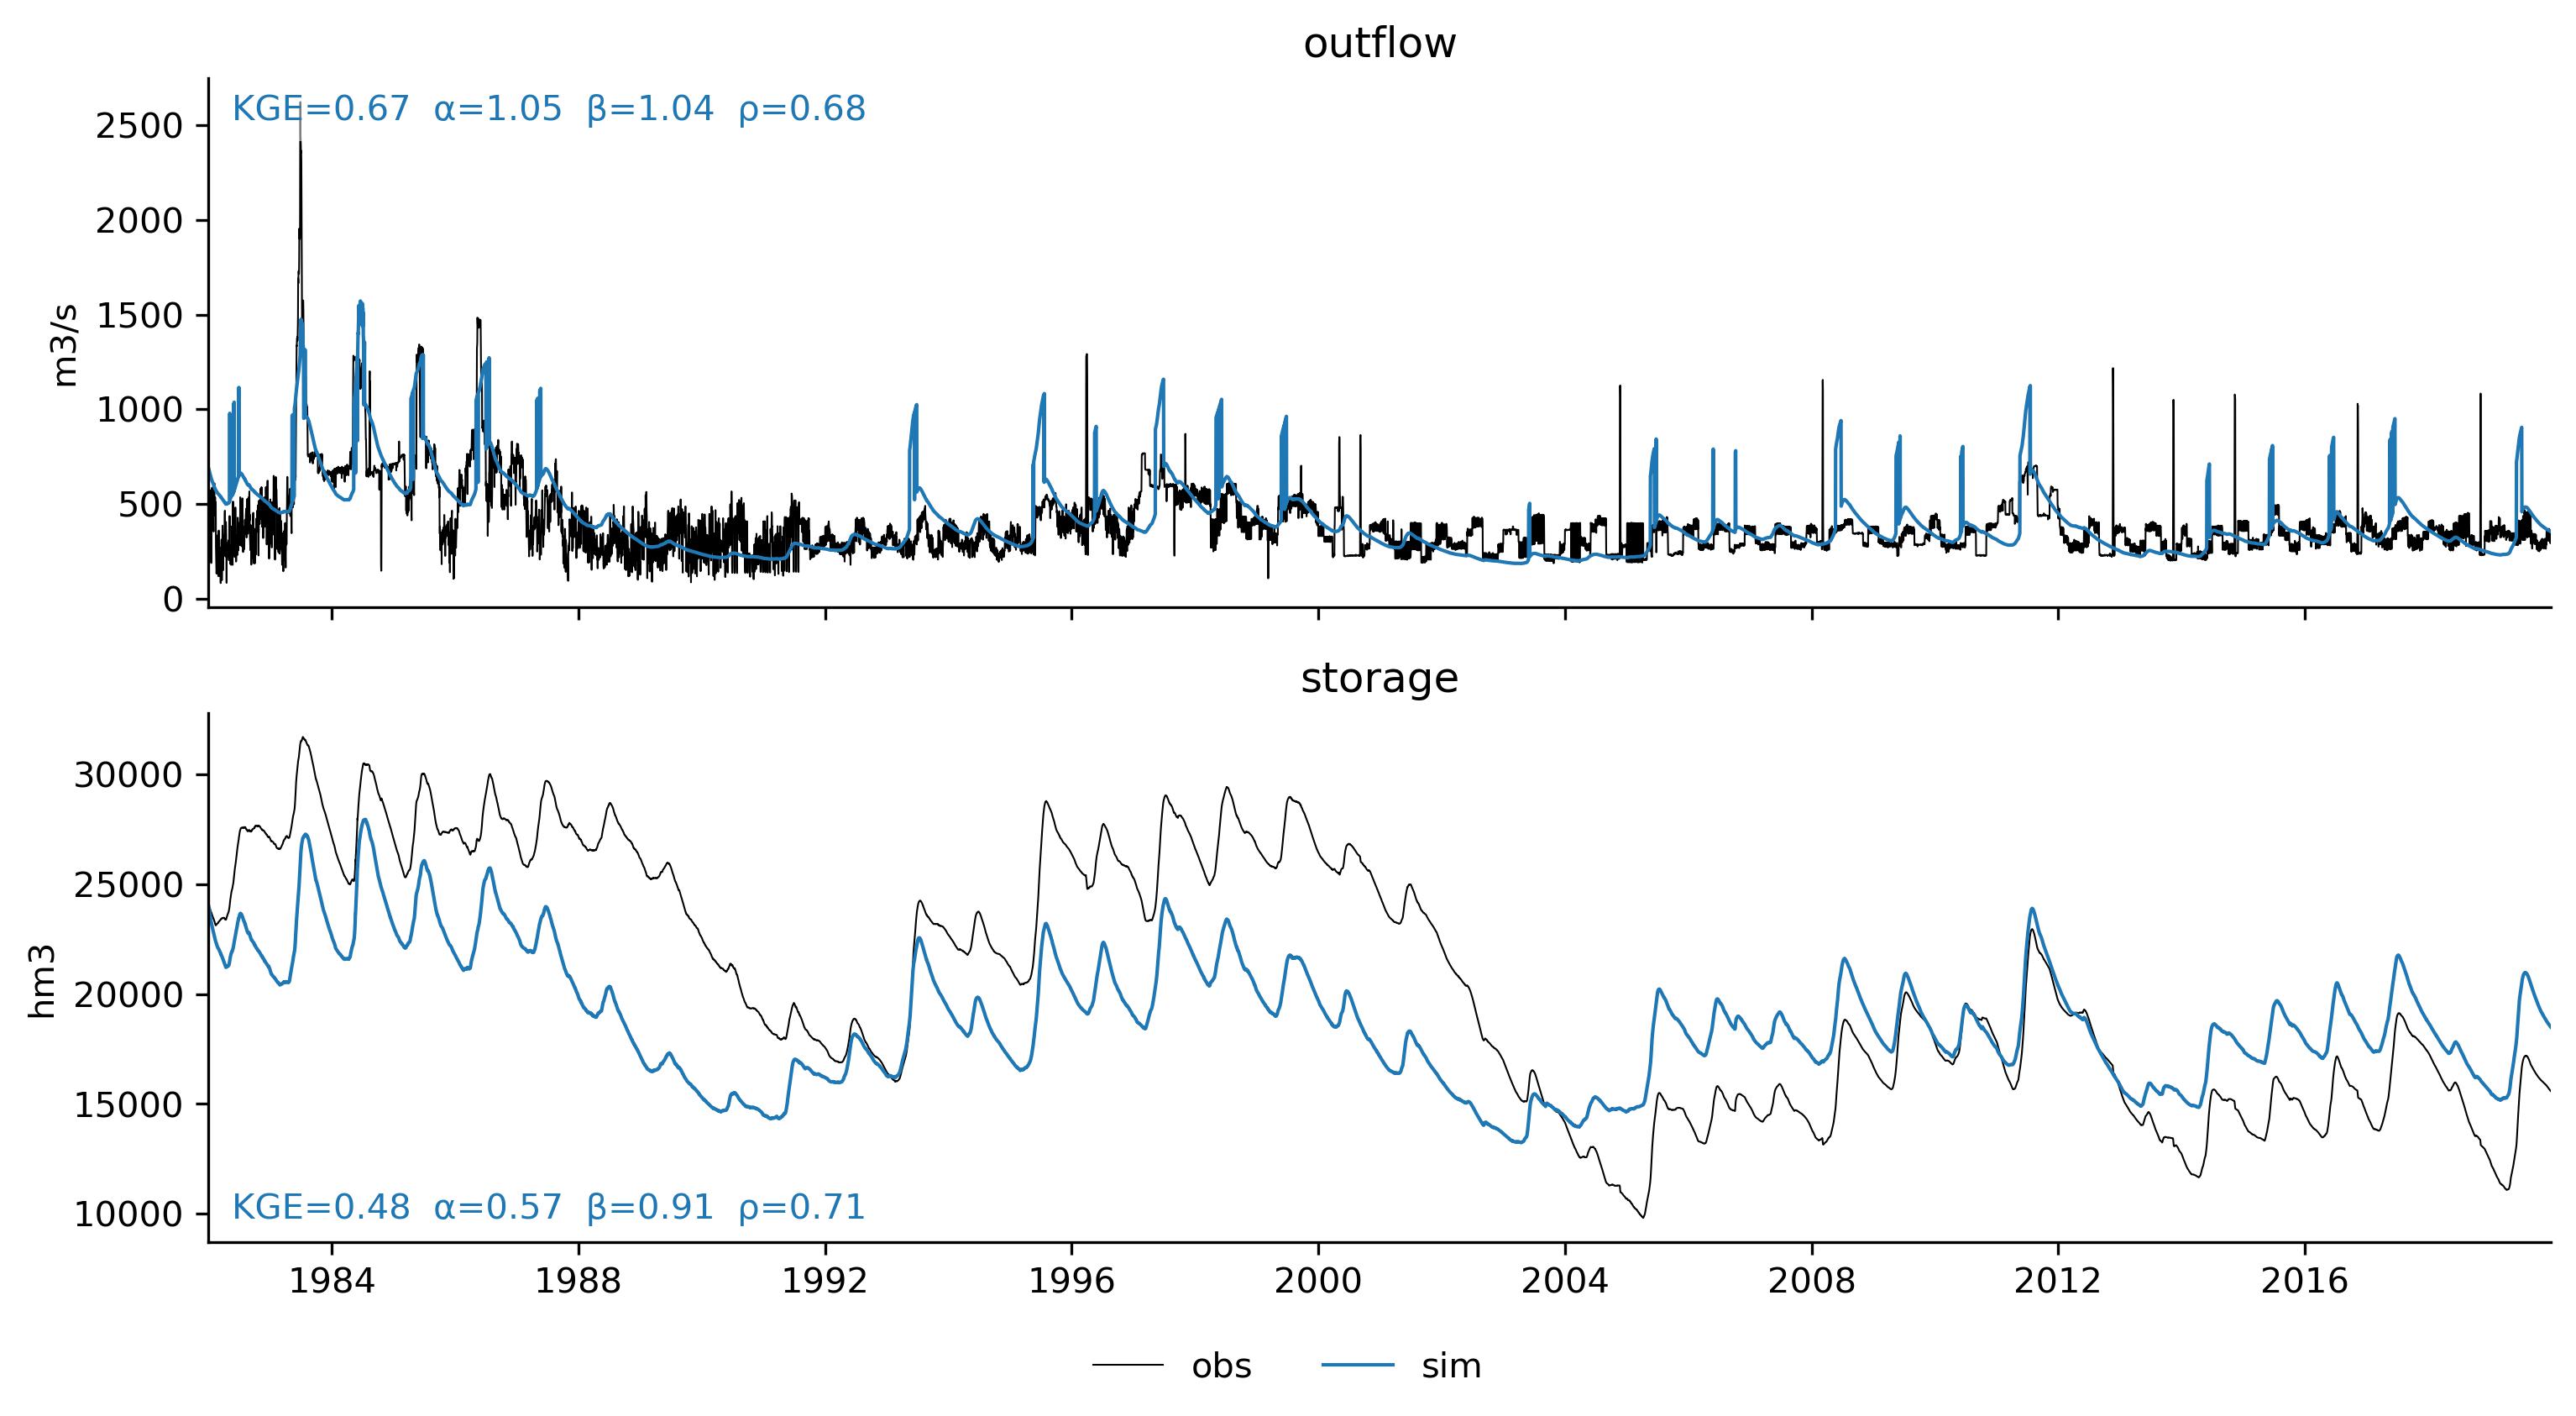 outflow
KGE=0.67 α=1.05 β=1.04 ρ=0.68
m3/s
2500
2000
1500
1000
500
0
storage
hm3
30000
25000
20000
15000
10000
KGE=0.48 α=0.57 β=0.91 ρ=0.71
1984 1988 1992 1996 2000 2004 2008 2012 2016
obs sim